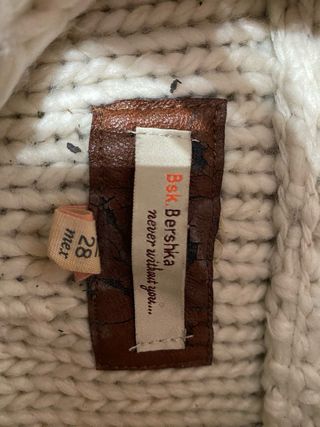 Bsk. Bershka
never without you....
28
mex